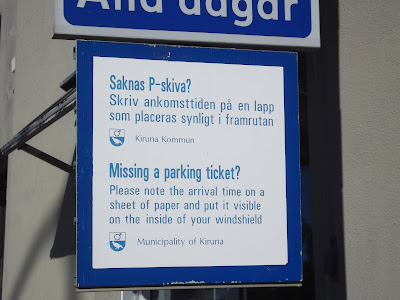 Alla dagar
Saknas P-skiva?
Skriv ankomsttiden på en lapp
som placeras synligt i framrutan
Kiruna Kommun
Missing a parking ticket?
Please note the arrival time on a
sheet of paper and put it visible
on the inside of your windshield
Municipality of Kiruna